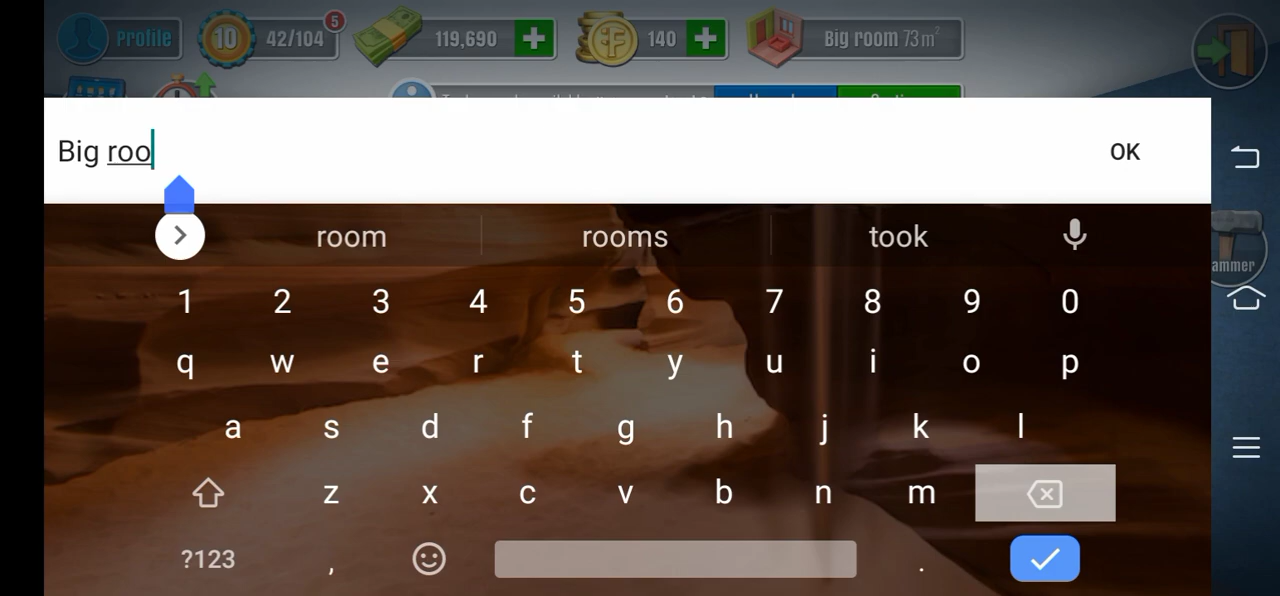 Profile 10 42/104 5 119,690 + F 140 + Big room 73m²
Big roo OK
room rooms took
ammer
1 2 3 4 5 6 7 8 9 0
q w e r t y u i o p
a s d f g h j k l
z x c v b n m
?123 , .